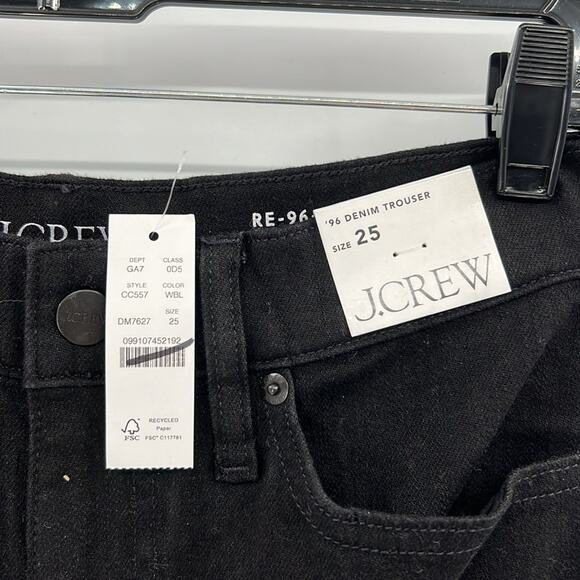 J.CREW
RE-96
'96 DENIM TROUSER
SIZE 25
J.CREW
DEPT CLASS
GA7 0D5
STYLE COLOR
CC557 WBL
SIZE
DM7627 25
099107452192
FSC
RECYCLED
Paper
FSC® C117781